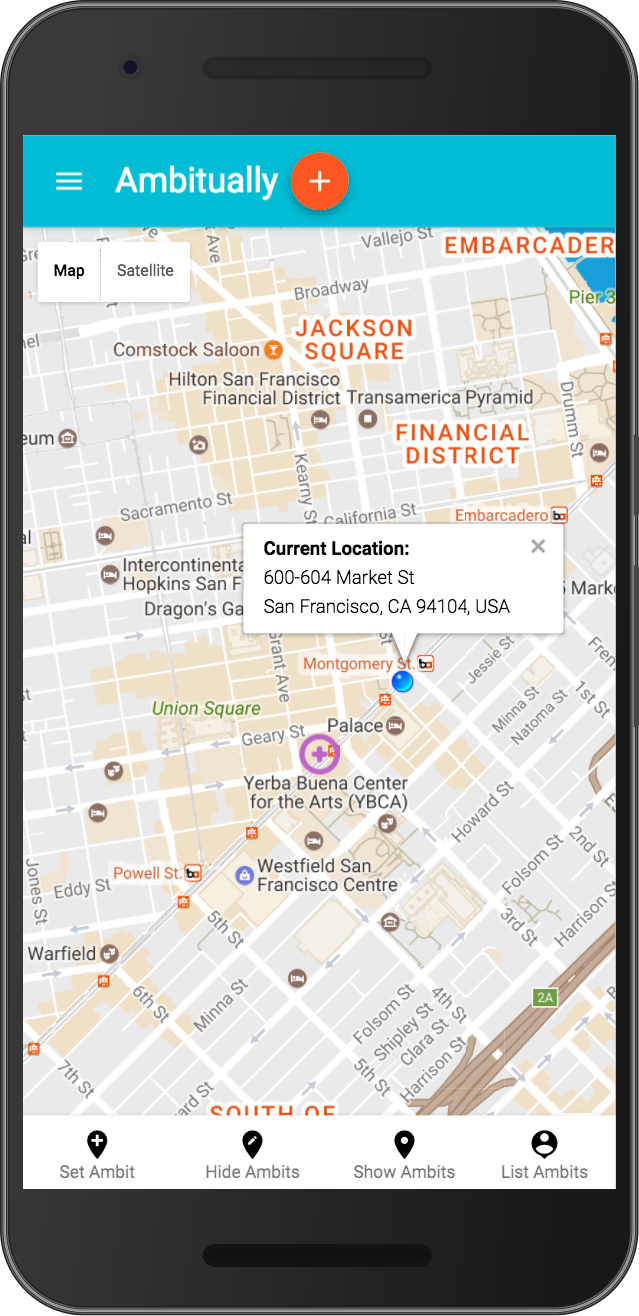 Ambitually
Map
Satellite
Vallejo St
Broadway
EMBARCADER
Pier 3
JACKSON
SQUARE
Comstock Saloon
Hilton San Francisco
Financial District
Transamerica Pyramid
Drumm St
FINANCIAL
DISTRICT
Kearny St
Sacramento St
California St
Embarcadero
Intercontinenta
Hopkins San F
Dragon's Ga
Current Location:
600-604 Market St
San Francisco, CA 94104, USA
5 Mark
Grant Ave
Montgomery St.
Jessie St
Fren
1st St
Minna St
Natoma St
Union Square
Geary St
Palace
Yerba Buena Center
for the Arts (YBCA)
Howard St
2nd St
Folsom St
Harrison S
3rd St
Westfield San
Francisco Centre
Powell St.
Eddy St
Jones St
5th St
Warfield
2A
6th St
Minna St
Folsom St
4th St
Shipley St
Clara St
Harrison St
5th St
7th St
ard St
SOUTH OF
Set Ambit
Hide Ambits
Show Ambits
List Ambits